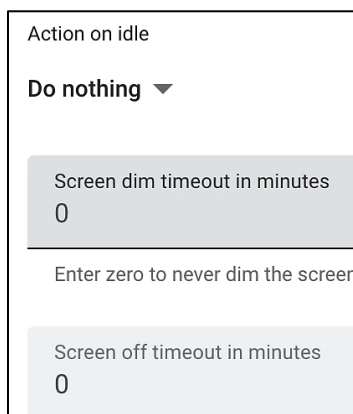 Action on idle
Do nothing
Screen dim timeout in minutes
0
Enter zero to never dim the screen
Screen off timeout in minutes
0